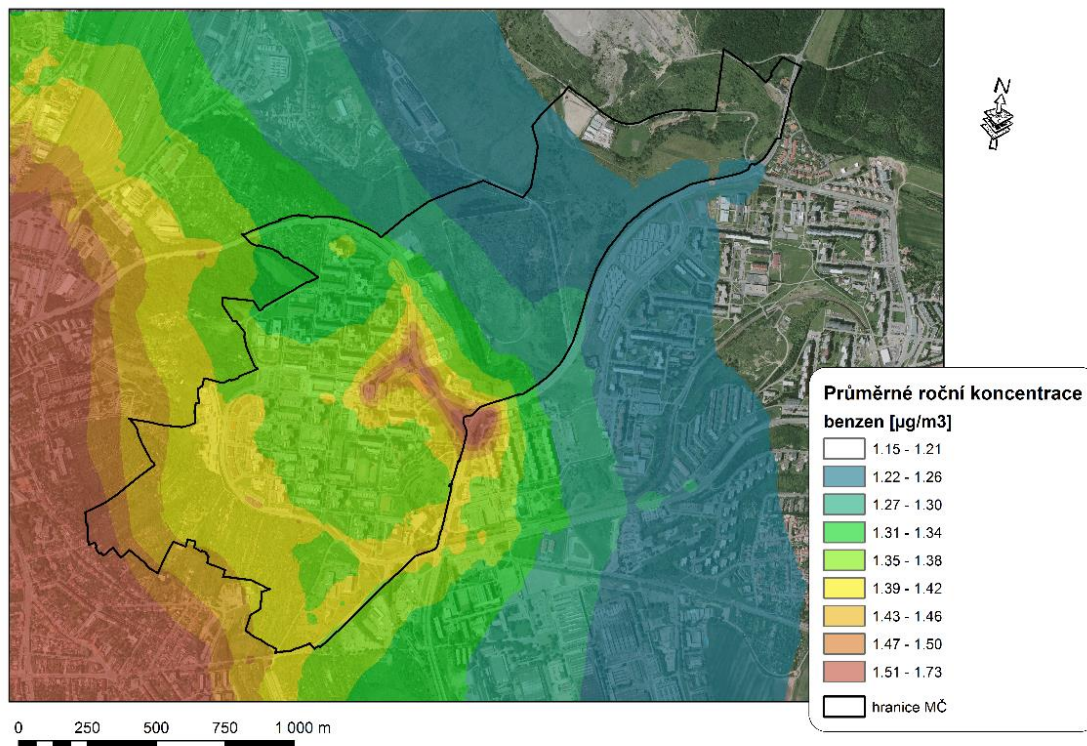 N
Průměrné roční koncentrace
benzen [µg/m3]
1.15 - 1.21
1.22 - 1.26
1.27 - 1.30
1.31 - 1.34
1.35 - 1.38
1.39 - 1.42
1.43 - 1.46
1.47 - 1.50
1.51 - 1.73
hranice MČ
0 250 500 750 1 000 m